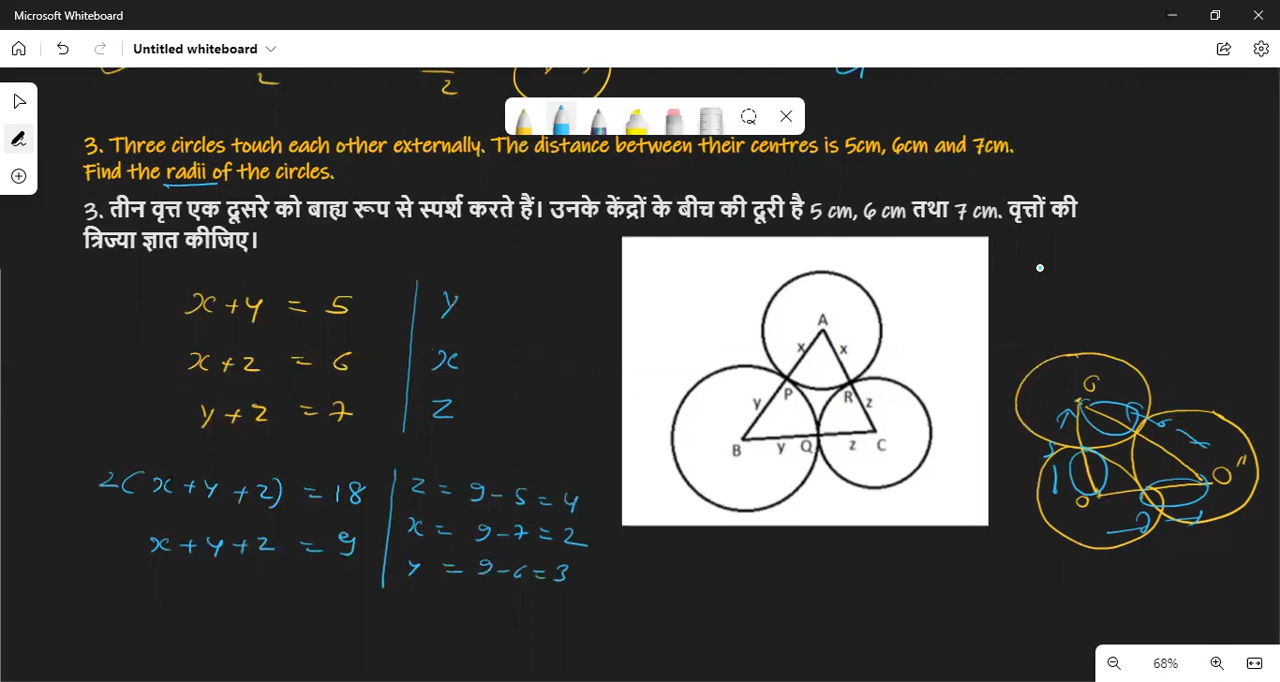 Microsoft Whiteboard
Untitled whiteboard
2
2
3. Three circles touch each other externally. The distance between their centres is 5cm, 6cm and 7cm.
Find the radii of the circles.
3. तीन वृत्त एक दूसरे को बाह्य रूप से स्पर्श करते हैं। उनके केंद्रों के बीच की दूरी है 5 cm, 6 cm तथा 7 cm. वृत्तों की
त्रिज्या ज्ञात कीजिए।
x + y = 5
y
x + z = 6
x
y + z = 7
z
2(x + y + z) = 18
z = 9 - 5 = 4
x + y + z = 9
x = 9 - 7 = 2
y = 9 - 6 = 3
A
x
x
P
R
y
z
B
y
Q
z
C
O
O"
68%